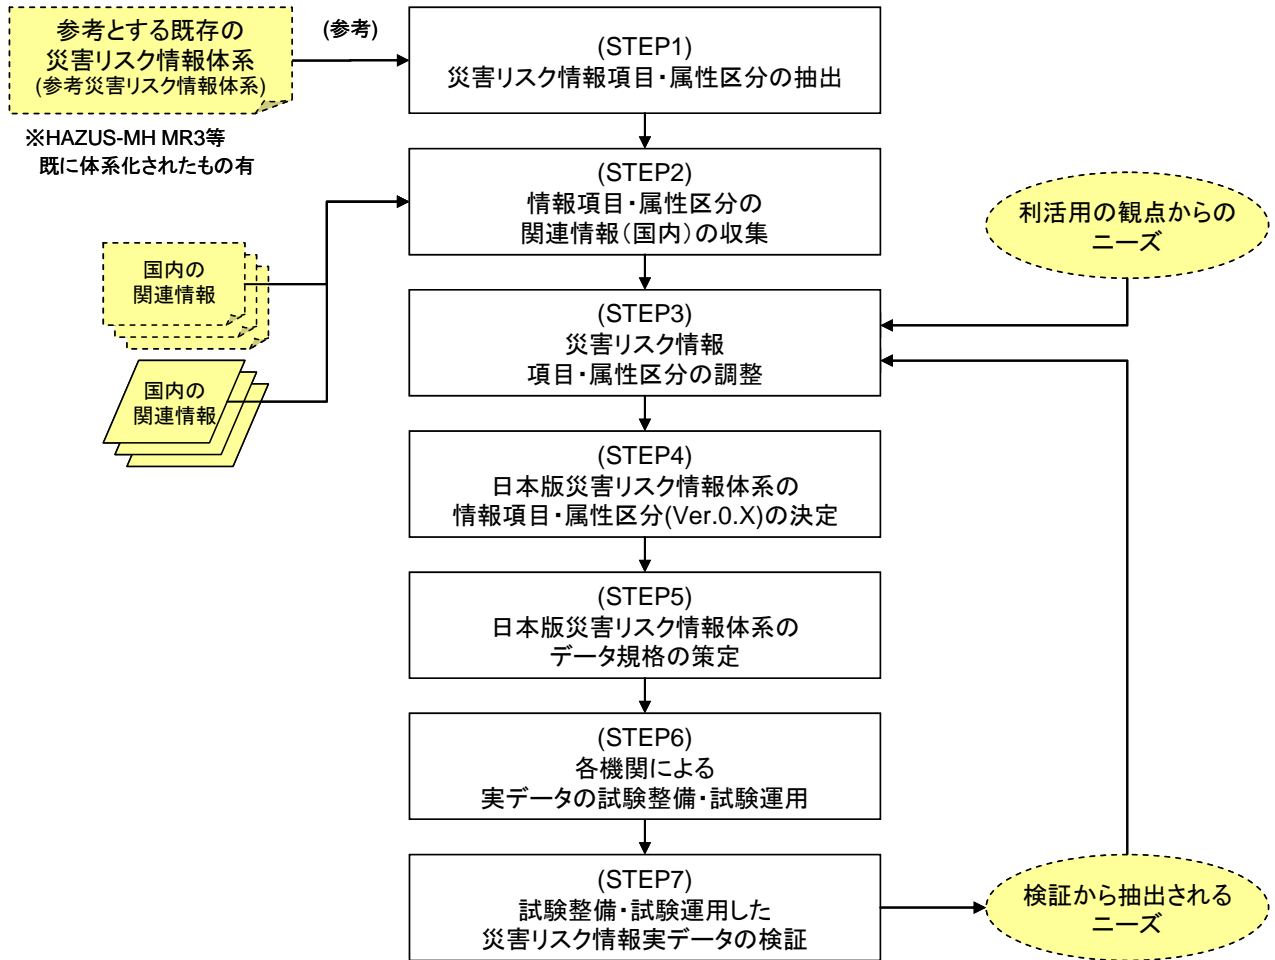 参考とする既存の
災害リスク情報体系
(参考災害リスク情報体系)
(参考)
※HAZUS-MH MR3等
既に体系化されたもの有
(STEP1)
災害リスク情報項目・属性区分の抽出
(STEP2)
情報項目・属性区分の
関連情報(国内)の収集
国内の
関連情報
国内の
関連情報
利活用の観点からの
ニーズ
(STEP3)
災害リスク情報
項目・属性区分の調整
(STEP4)
日本版災害リスク情報体系の
情報項目・属性区分(Ver.0.X)の決定
(STEP5)
日本版災害リスク情報体系の
データ規格の策定
(STEP6)
各機関による
実データの試験整備・試験運用
(STEP7)
試験整備・試験運用した
災害リスク情報実データの検証
検証から抽出される
ニーズ